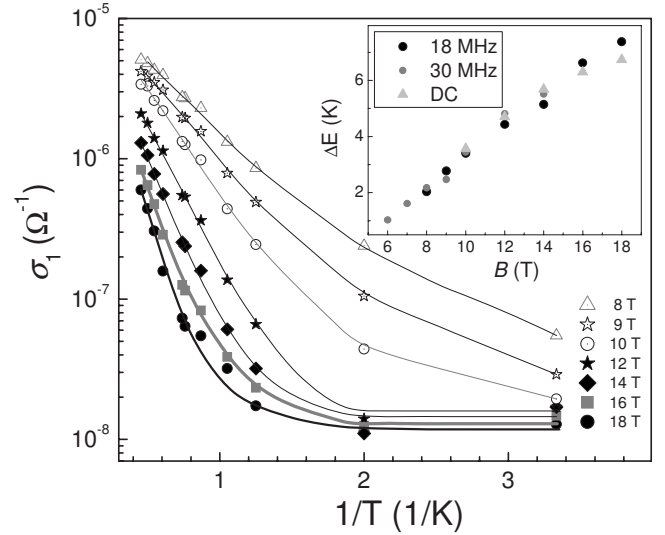 10⁻⁵
10⁻⁶
10⁻⁷
10⁻⁸
σ₁ (Ω⁻¹)
1
2
3
1/T (1/K)
18 MHz
30 MHz
DC
6
4
2
ΔE (K)
6 8 10 12 14 16 18
B (T)
8 T
9 T
10 T
12 T
14 T
16 T
18 T